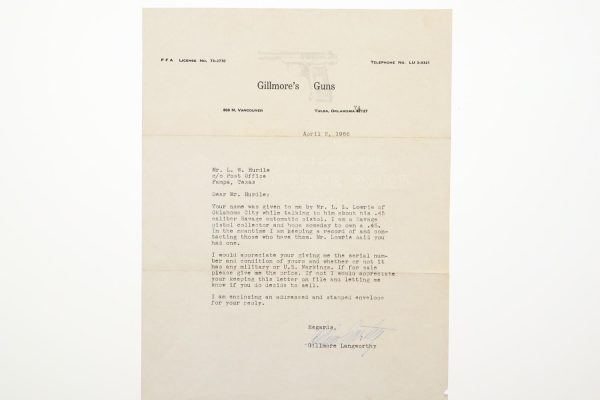 F F A LICENSE NO. 73-2770
TELEPHONE NO. LU 3-9321
Gillmore's Guns
808 N. VANCOUVER
TULSA, OKLAHOMA
April 2, 1966
Mr. L. W. Hurdle
c/o Post Office
Pampa, Texas
Dear Mr. Hurdle:
Your name was given to me by Mr. L. L. Lowrie of
Oklahoma City while talking to him about his .45
caliber Savage automatic pistol. I am a Savage
pistol collector and hope someday to own a .45.
In the meantime I am keeping a record of and con-
tacting those who have them. Mr. Lowrie said you
had one.
I would appreciate your giving me the serial num-
ber and condition of yours and whether or not it
has any military or U.S. Markings. If for sale
please give me the price. If not I would appreciate
your keeping this letter on file and letting me
know if you do decide to sell.
I am enclosing an addressed and stamped envelope
for your reply.
Regards,
Gillmore Langworthy